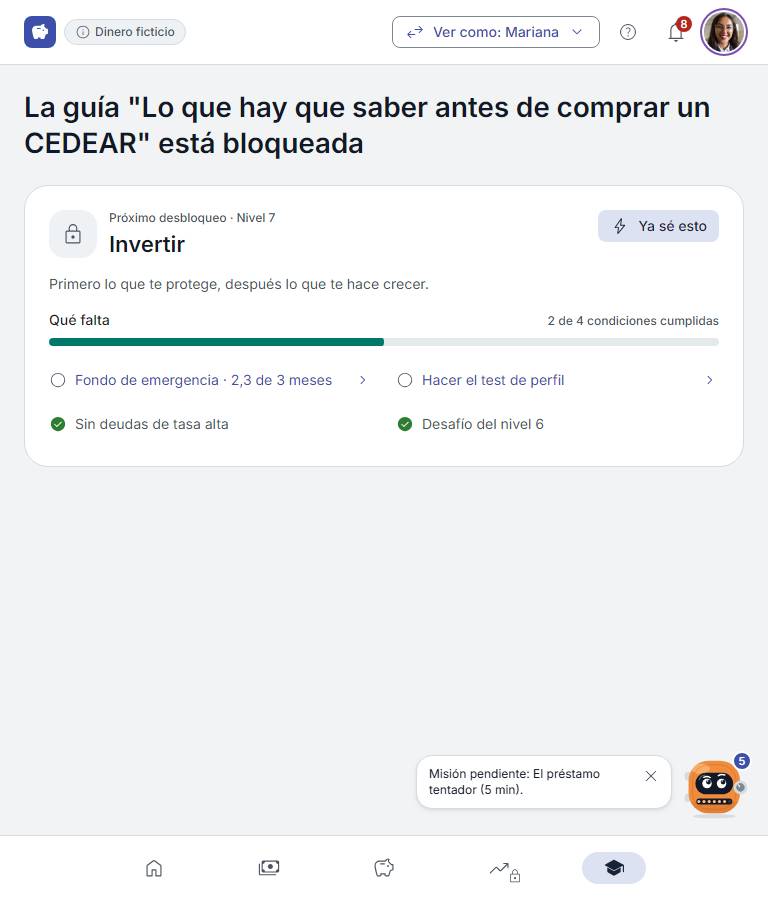 Dinero ficticio
Ver como: Mariana
8
La guía "Lo que hay que saber antes de comprar un
CEDEAR" está bloqueada
Próximo desbloqueo · Nivel 7
Invertir
Ya sé esto
Primero lo que te protege, después lo que te hace crecer.
Qué falta
2 de 4 condiciones cumplidas
Fondo de emergencia · 2,3 de 3 meses
Hacer el test de perfil
Sin deudas de tasa alta
Desafío del nivel 6
Misión pendiente: El préstamo
tentador (5 min).
5